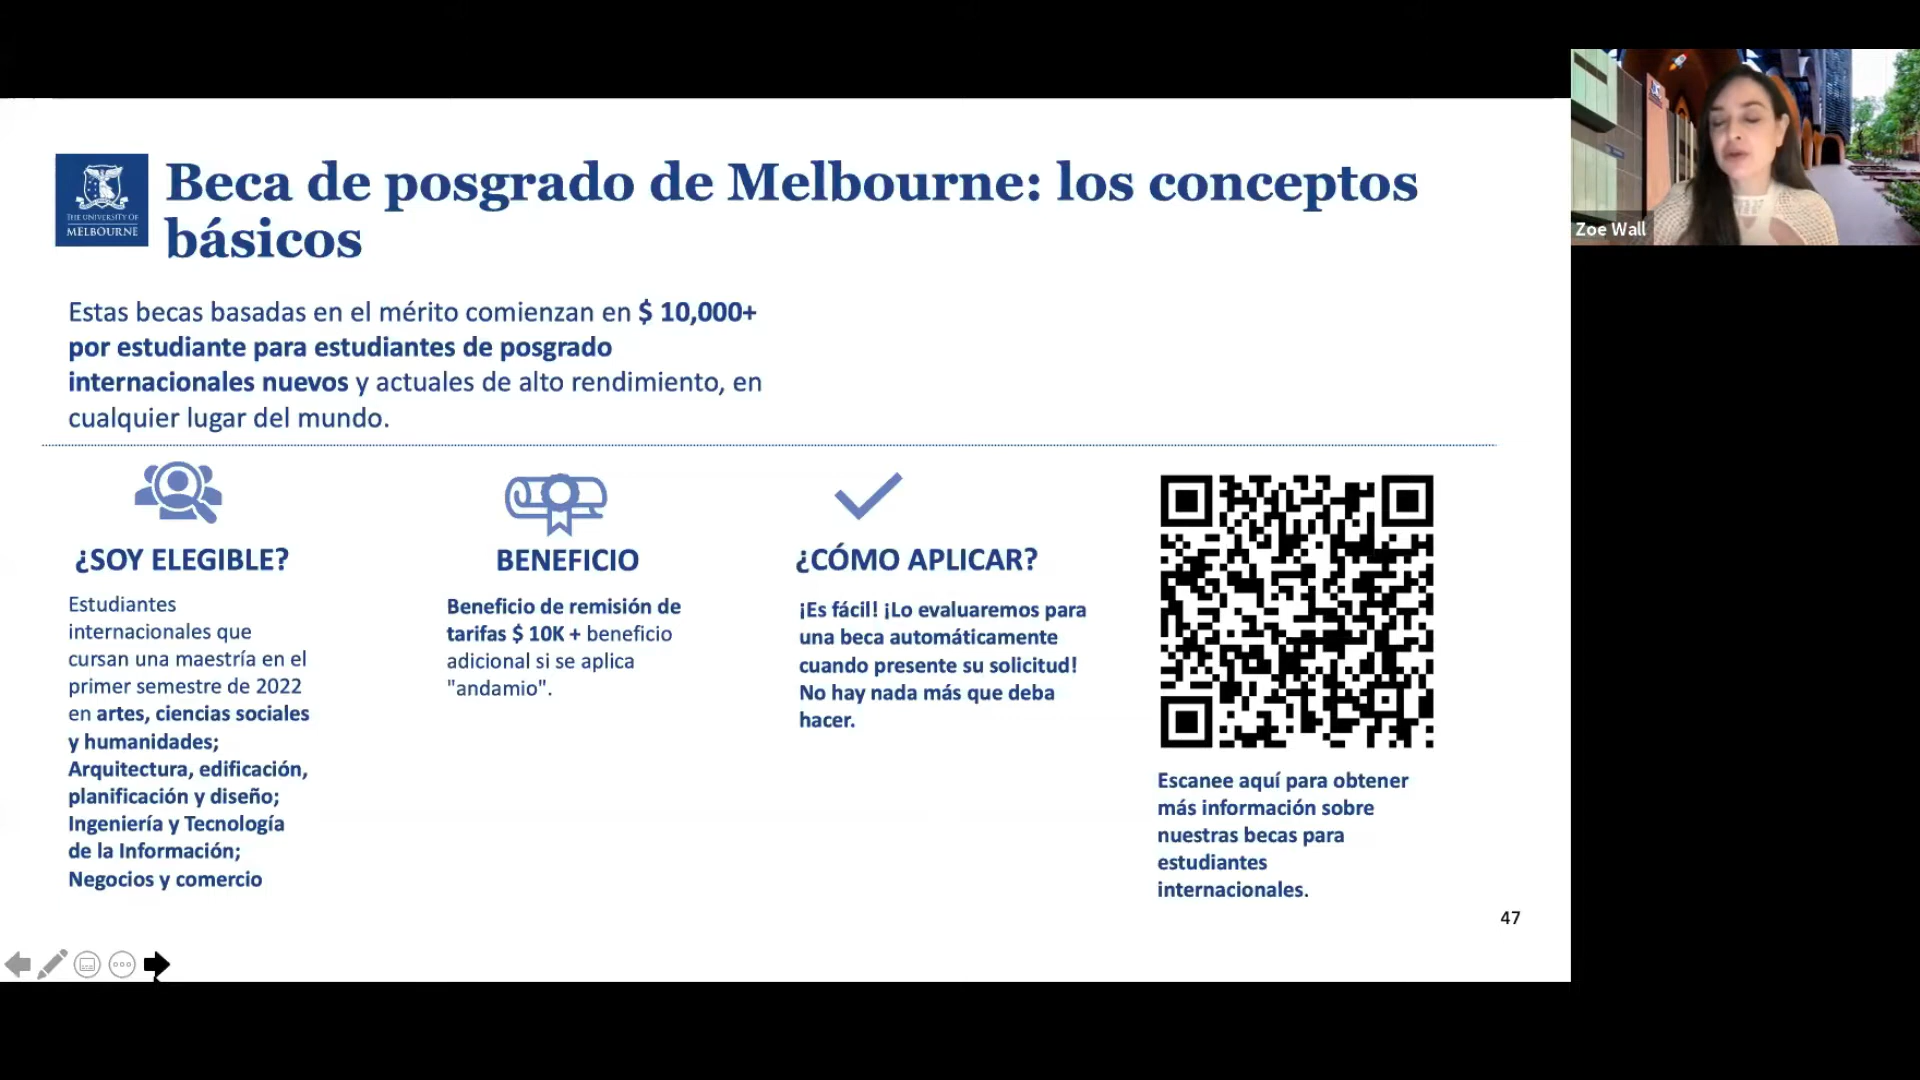 THE UNIVERSITY OF
MELBOURNE
Beca de posgrado de Melbourne: los conceptos
básicos
Zoe Wall
Estas becas basadas en el mérito comienzan en $ 10,000+
por estudiante para estudiantes de posgrado
internacionales nuevos y actuales de alto rendimiento, en
cualquier lugar del mundo.
¿SOY ELEGIBLE?
Estudiantes
internacionales que
cursan una maestría en el
primer semestre de 2022
en artes, ciencias sociales
y humanidades;
Arquitectura, edificación,
planificación y diseño;
Ingeniería y Tecnología
de la Información;
Negocios y comercio
BENEFICIO
Beneficio de remisión de
tarifas $ 10K + beneficio
adicional si se aplica
"andamio".
¿CÓMO APLICAR?
¡Es fácil! ¡Lo evaluaremos para
una beca automáticamente
cuando presente su solicitud!
No hay nada más que deba
hacer.
Escanee aquí para obtener
más información sobre
nuestras becas para
estudiantes
internacionales.
47